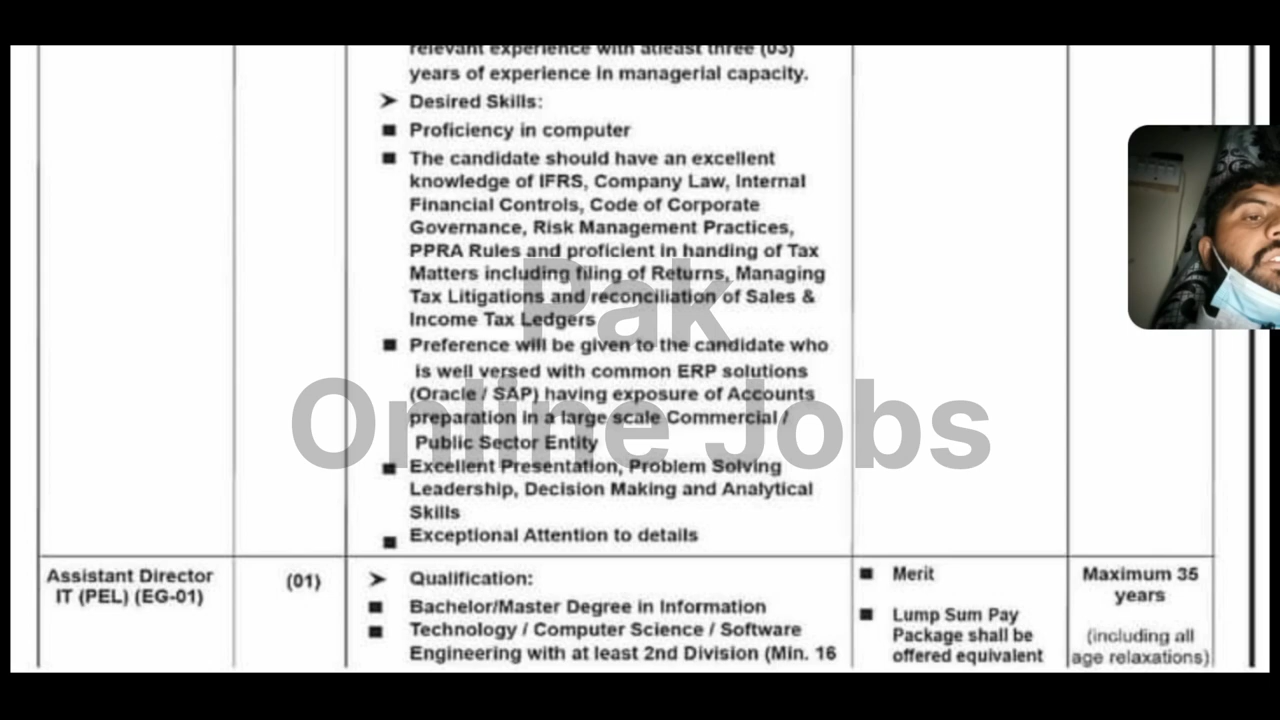 relevant experience with atleast three (03)
years of experience in managerial capacity.
➤ Desired Skills:
■ Proficiency in computer
■ The candidate should have an excellent
knowledge of IFRS, Company Law, Internal
Financial Controls, Code of Corporate
Governance, Risk Management Practices,
PPRA Rules and proficient in handing of Tax
Matters including filing of Returns, Managing
Tax Litigations and reconciliation of Sales &
Income Tax Ledgers
■ Preference will be given to the candidate who
is well versed with common ERP solutions
(Oracle / SAP) having exposure of Accounts
preparation in a large scale Commercial /
Public Sector Entity
■ Excellent Presentation, Problem Solving
Leadership, Decision Making and Analytical
Skills
■ Exceptional Attention to details
Pak
Online Jobs
Assistant Director
IT (PEL) (EG-01)
(01)
➤ Qualification:
■ Bachelor/Master Degree in Information
■ Technology / Computer Science / Software
Engineering with at least 2nd Division (Min. 16
■ Merit
■ Lump Sum Pay
Package shall be
offered equivalent
Maximum 35
years
(including all
age relaxations)